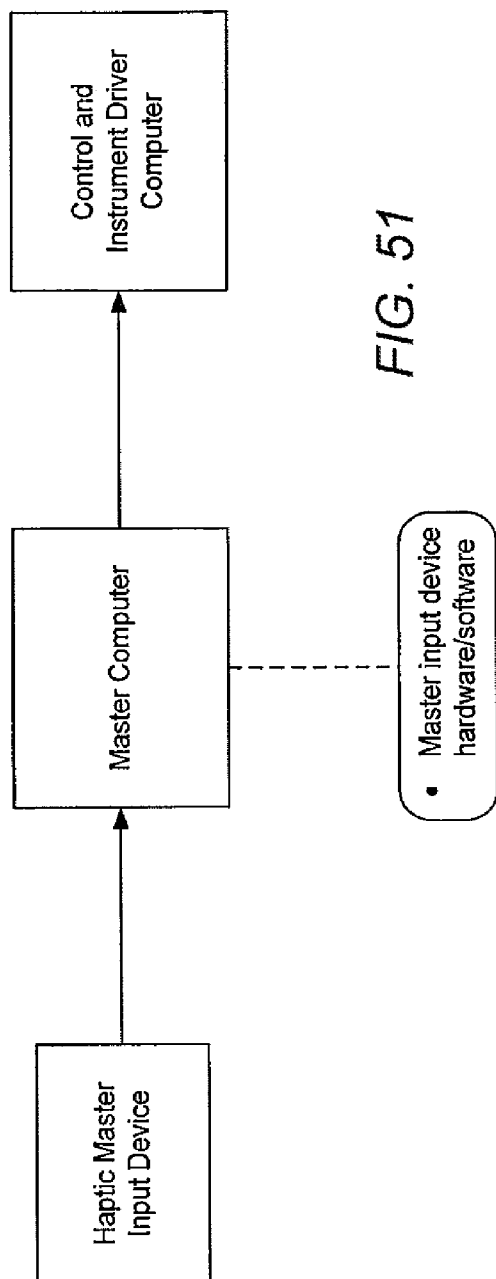 Haptic Master
Input Device
Master Computer
Control and
Instrument Driver
Computer
• Master input device
hardware/software
FIG. 51